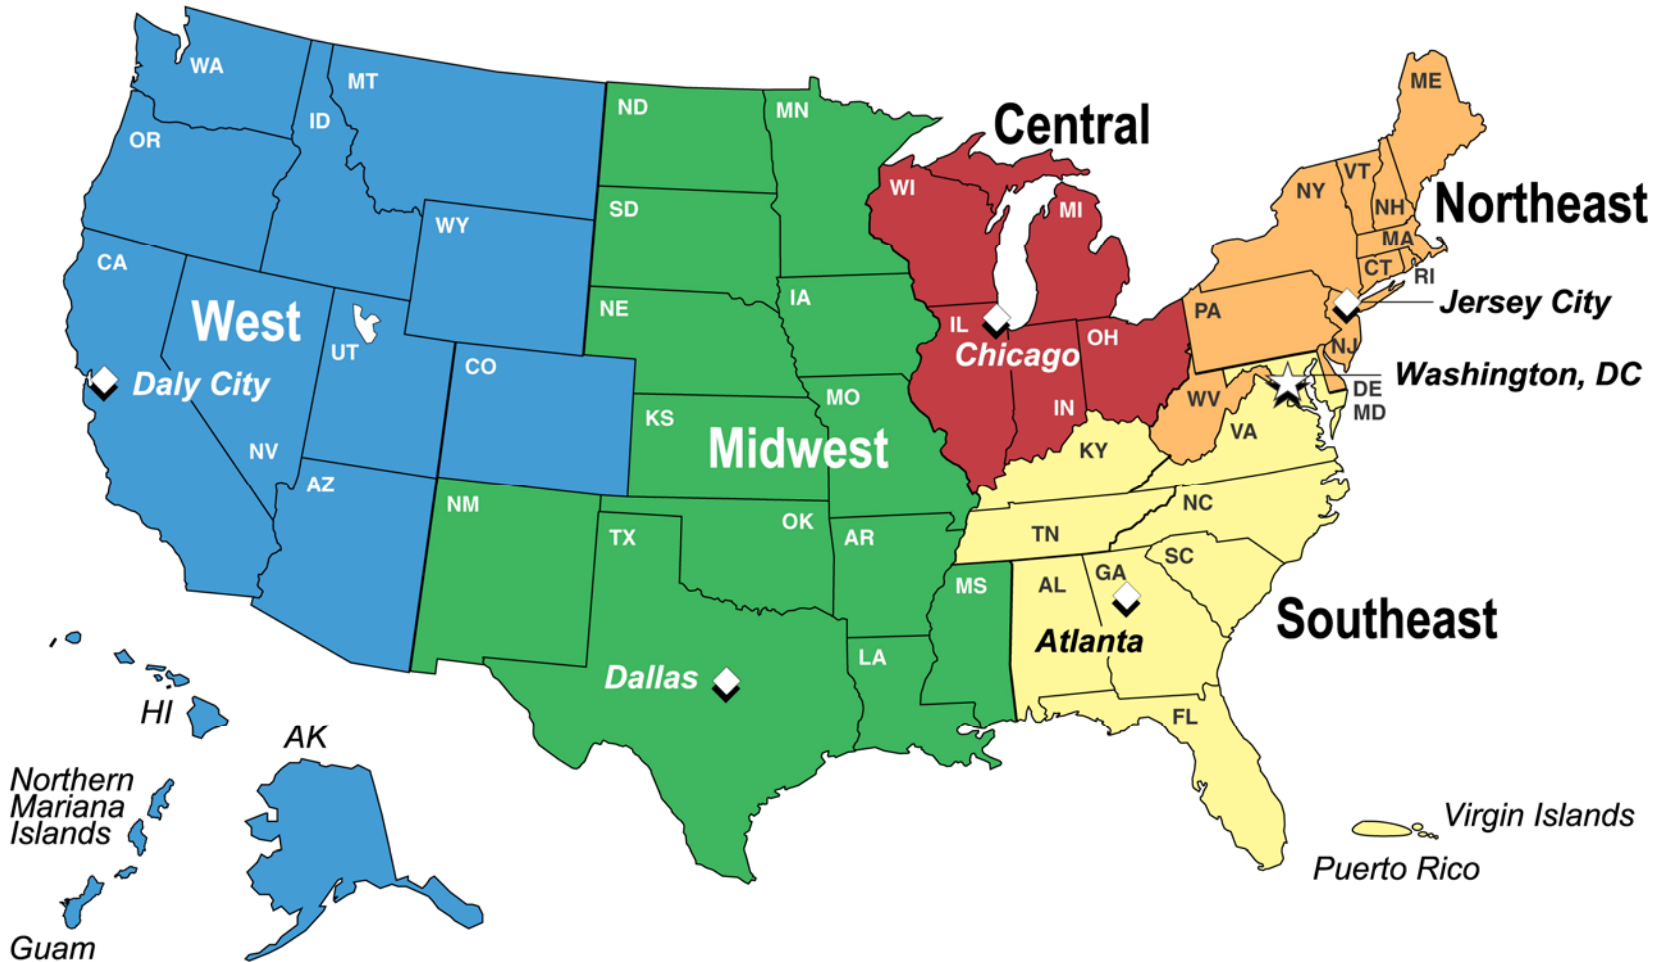 WA
MT
ID
OR
ND
MN
Central
ME
WI
MI
VT
NY
NH
Northeast
SD
WY
MA
CT
RI
CA
NE
IA
West
UT
IL
Chicago
OH
PA
Jersey City
NJ
Daly City
CO
KS
MO
IN
WV
Washington, DC
DE
MD
VA
NV
Midwest
KY
AZ
NM
TX
OK
AR
TN
NC
SC
MS
AL
GA
Atlanta
Southeast
LA
Dallas
FL
HI
AK
Northern
Mariana
Islands
Guam
Virgin Islands
Puerto Rico